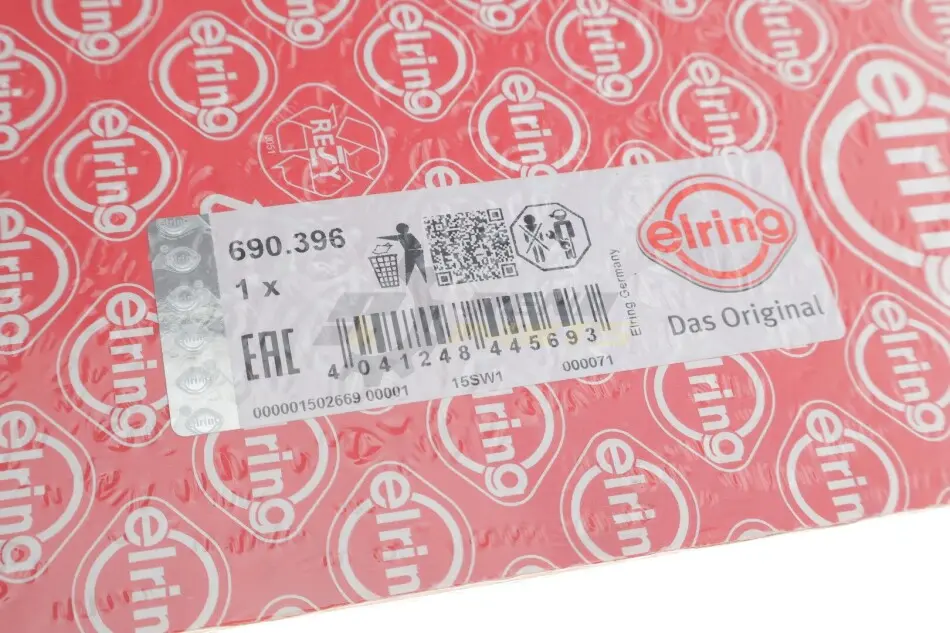 elring
RESY
690.396
1 x
EAC
4 041248 445693
000001502669 00001
15SW1
000071
Elring Germany
elring
Das Original